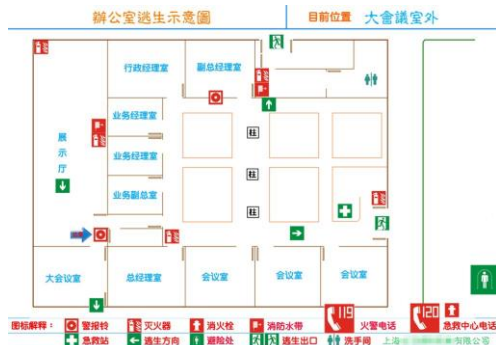 辦公室逃生示意圖
目前位置 大會議室外
行政经理室
副总经理室
业务经理室
展示厅
柱
业务经理室
柱
业务副总室
柱
大会议室
总经理室
会议室
会议室
会议室
图标解释：
警报铃
灭火器
消火栓
消防水带
119
火警电话
120
急救中心电话
急救站
逃生方向
避险处
逃生出口
洗手间
上海
有限公司